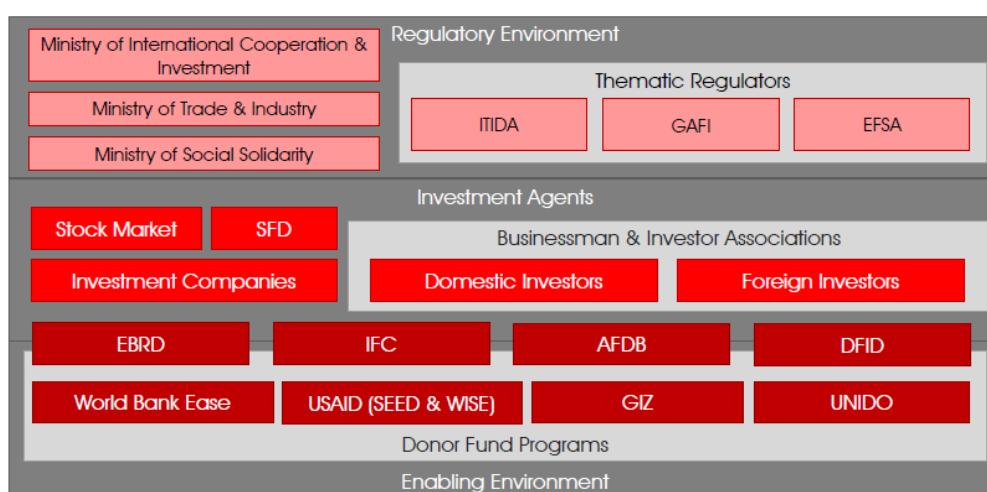 Regulatory Environment
Ministry of International Cooperation &
Investment
Ministry of Trade & Industry
Ministry of Social Solidarity
Thematic Regulators
ITIDA
GAFI
EFSA
Investment Agents
Stock Market
SFD
Investment Companies
Businessman & Investor Associations
Domestic Investors
Foreign Investors
EBRD
IFC
AFDB
DFID
World Bank Ease
USAID (SEED & WISE)
GIZ
UNIDO
Donor Fund Programs
Enabling Environment